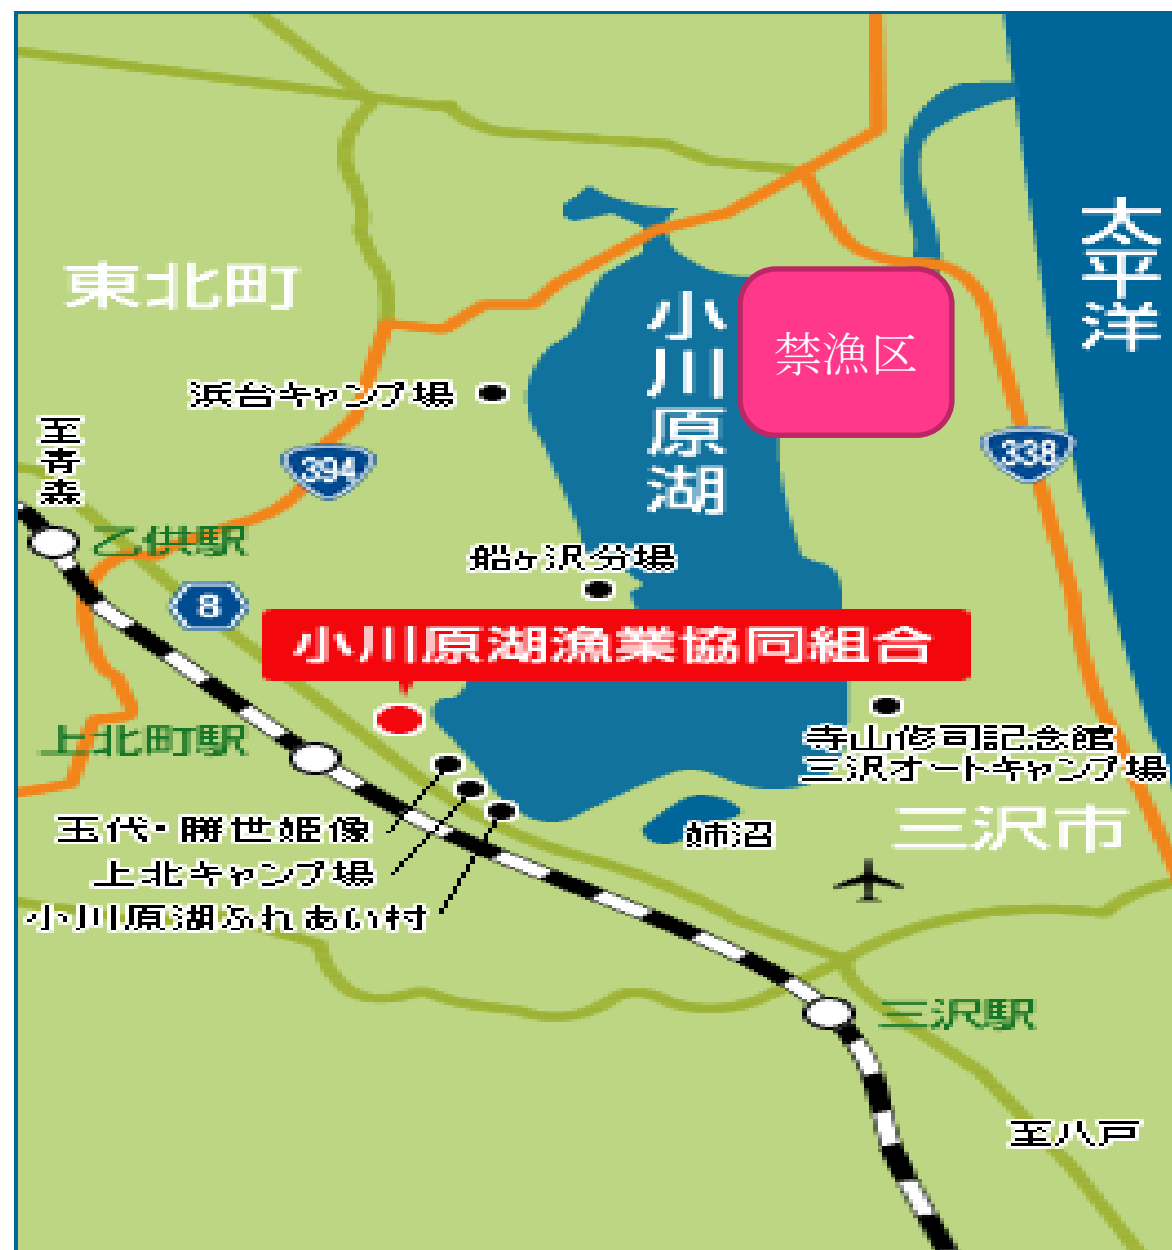 太平洋
東北町
小川原湖
禁漁区
浜台キャンプ場
至青森
394
338
乙供駅
船ヶ沢分場
8
小川原湖漁業協同組合
上北町駅
寺山修司記念館
三沢オートキャンプ場
玉代・勝世姫像
姉沼
三沢市
上北キャンプ場
小川原湖ふれあい村
三沢駅
至八戸